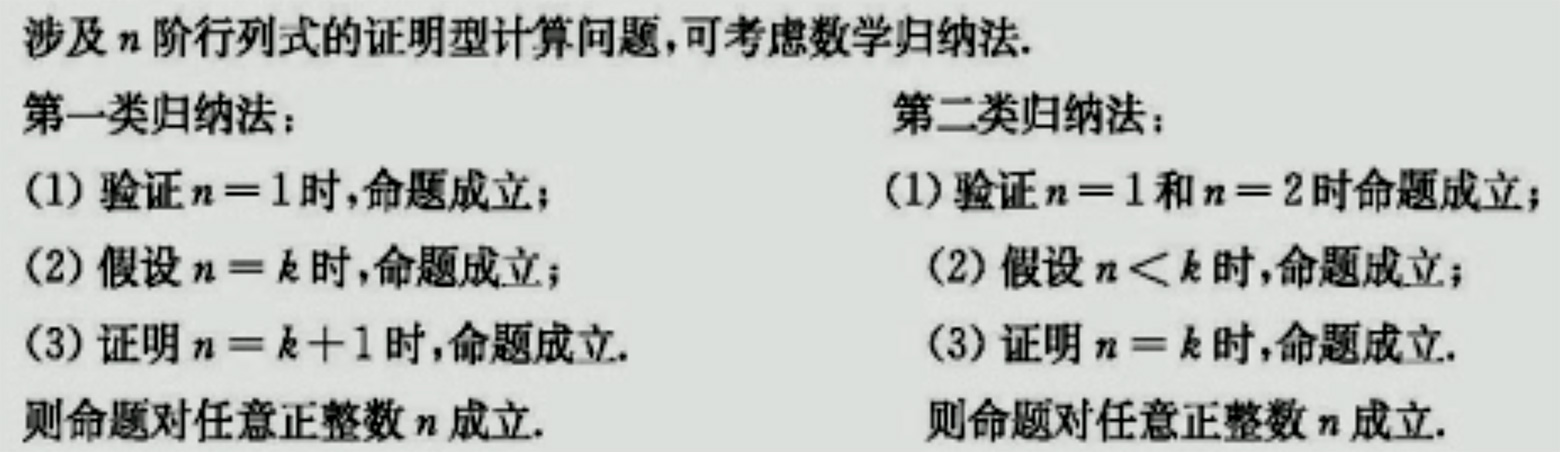 涉及 n 阶行列式的证明型计算问题,可考虑数学归纳法.
第一类归纳法: 第二类归纳法:
(1) 验证 n = 1 时,命题成立; (1) 验证 n = 1 和 n = 2 时命题成立;
(2) 假设 n = k 时,命题成立; (2) 假设 n < k 时,命题成立;
(3) 证明 n = k + 1 时,命题成立. (3) 证明 n = k 时,命题成立.
则命题对任意正整数 n 成立. 则命题对任意正整数 n 成立.